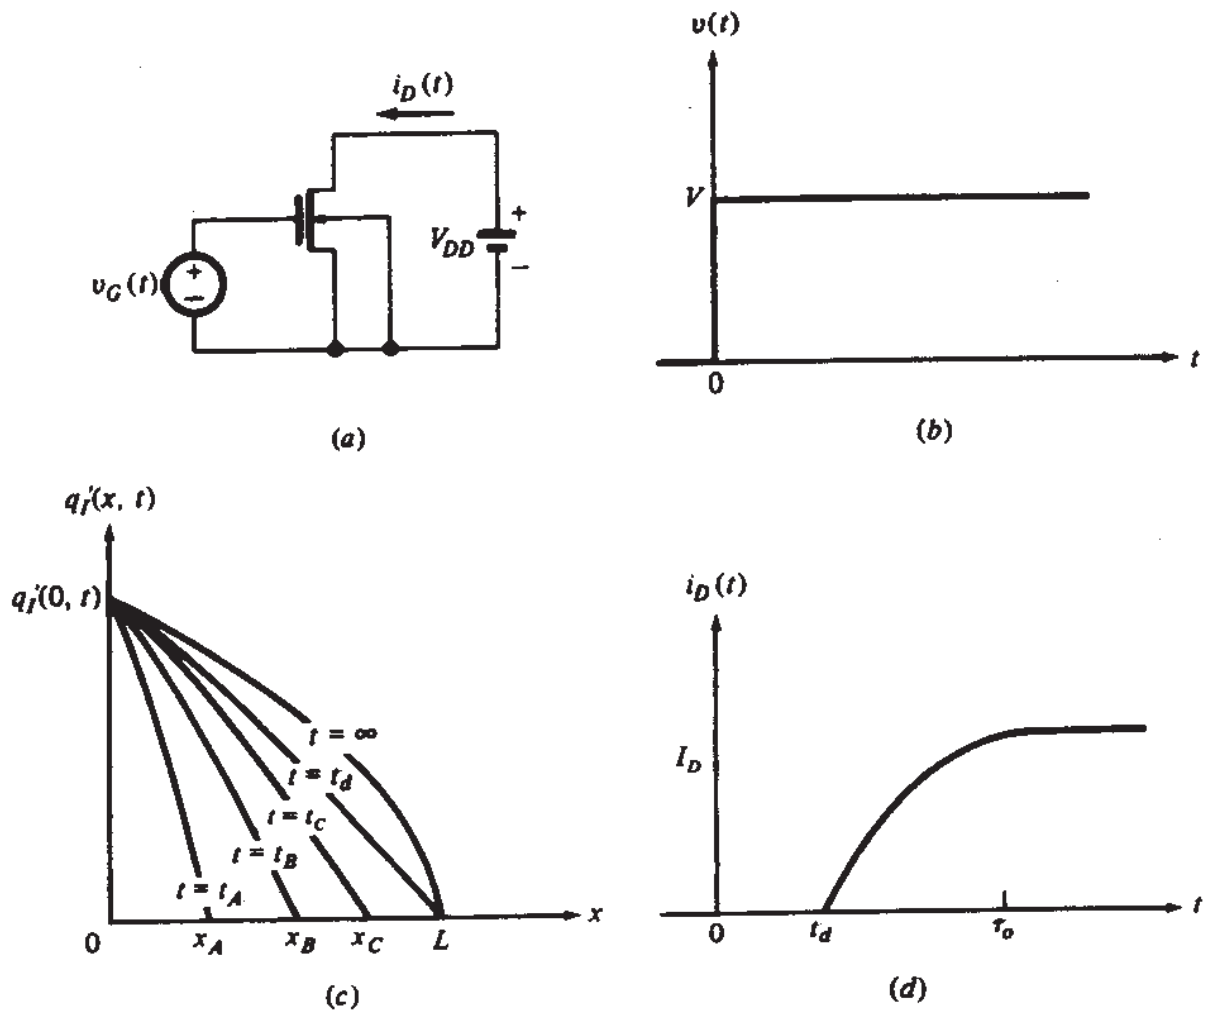 i_D(t)
v_G(t)
+
−
V_DD
+
−
(a)
v(t)
V
0
t
(b)
q_I'(x, t)
q_I'(0, t)
t = ∞
t = t_d
t = t_C
t = t_B
t = t_A
0
x_A
x_B
x_C
L
x
(c)
i_D(t)
I_D
0
t_d
τ_o
t
(d)